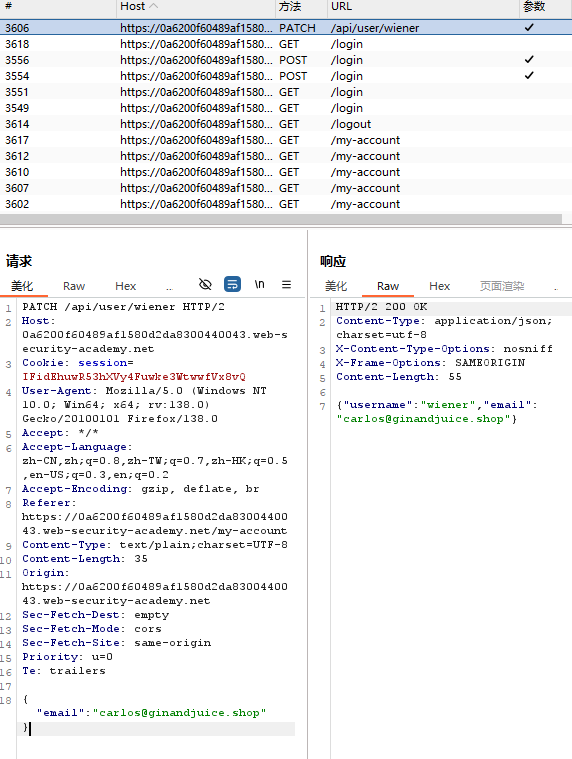 # Host 方法 URL 参数
3606 https://0a6200f60489af1580... PATCH /api/user/wiener ✓
3618 https://0a6200f60489af1580... GET /login
3556 https://0a6200f60489af1580... POST /login ✓
3554 https://0a6200f60489af1580... POST /login ✓
3551 https://0a6200f60489af1580... GET /login
3549 https://0a6200f60489af1580... GET /login
3614 https://0a6200f60489af1580... GET /logout
3617 https://0a6200f60489af1580... GET /my-account
3612 https://0a6200f60489af1580... GET /my-account
3610 https://0a6200f60489af1580... GET /my-account
3607 https://0a6200f60489af1580... GET /my-account
3602 https://0a6200f60489af1580... GET /my-account
请求
美化 Raw Hex ... \n
1 PATCH /api/user/wiener HTTP/2
2 Host:
0a6200f60489af1580d2da8300440043.web-s
ecurity-academy.net
3 Cookie: session=
IFidEhuwR53hXVy4Fuwke3WtwwfVx8vQ
4 User-Agent: Mozilla/5.0 (Windows NT
10.0; Win64; x64; rv:138.0)
Gecko/20100101 Firefox/138.0
5 Accept: */*
6 Accept-Language:
zh-CN,zh;q=0.8,zh-TW;q=0.7,zh-HK;q=0.5
,en-US;q=0.3,en;q=0.2
7 Accept-Encoding: gzip, deflate, br
8 Referer:
https://0a6200f60489af1580d2da83004400
43.web-security-academy.net/my-account
9 Content-Type: text/plain;charset=UTF-8
10 Content-Length: 35
11 Origin:
https://0a6200f60489af1580d2da83004400
43.web-security-academy.net
12 Sec-Fetch-Dest: empty
13 Sec-Fetch-Mode: cors
14 Sec-Fetch-Site: same-origin
15 Priority: u=0
16 Te: trailers
17
18 {
"email":"carlos@ginandjuice.shop"
}
响应
美化 Raw Hex 页面渲染 ..
1 HTTP/2 200 OK
2 Content-Type: application/json;
charset=utf-8
3 X-Content-Type-Options: nosniff
4 X-Frame-Options: SAMEORIGIN
5 Content-Length: 55
6
7 {"username":"wiener","email":
"carlos@ginandjuice.shop"}